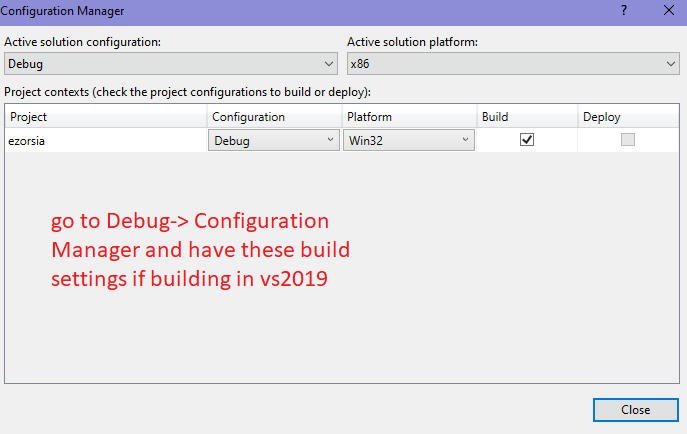 Configuration Manager ? ×
Active solution configuration: Active solution platform:
Debug x86
Project contexts (check the project configurations to build or deploy):
Project Configuration Platform Build Deploy
ezorsia Debug Win32
go to Debug-> Configuration
Manager and have these build
settings if building in vs2019
Close